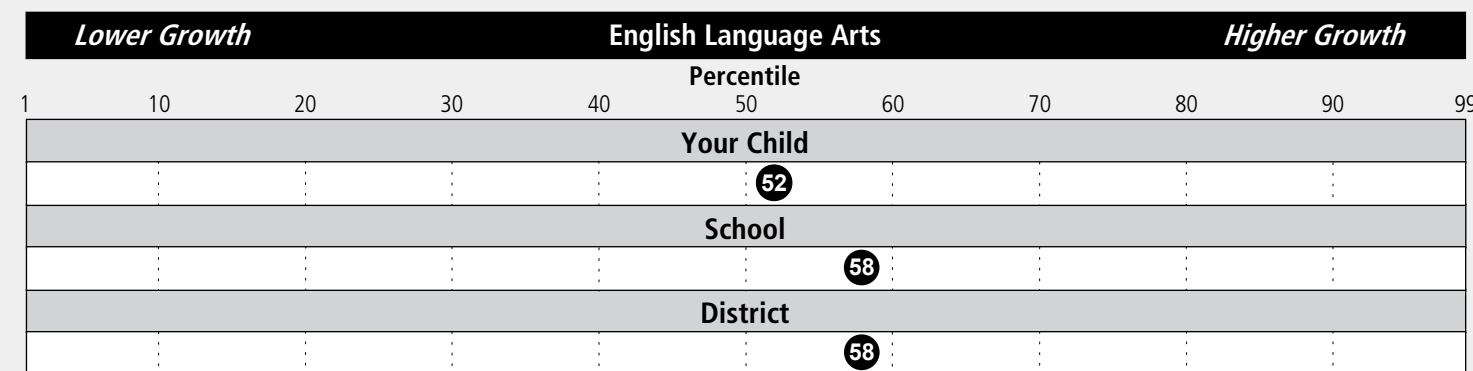 Lower Growth English Language Arts Higher Growth
Percentile
1 10 20 30 40 50 60 70 80 90 99
Your Child
52
School
58
District
58